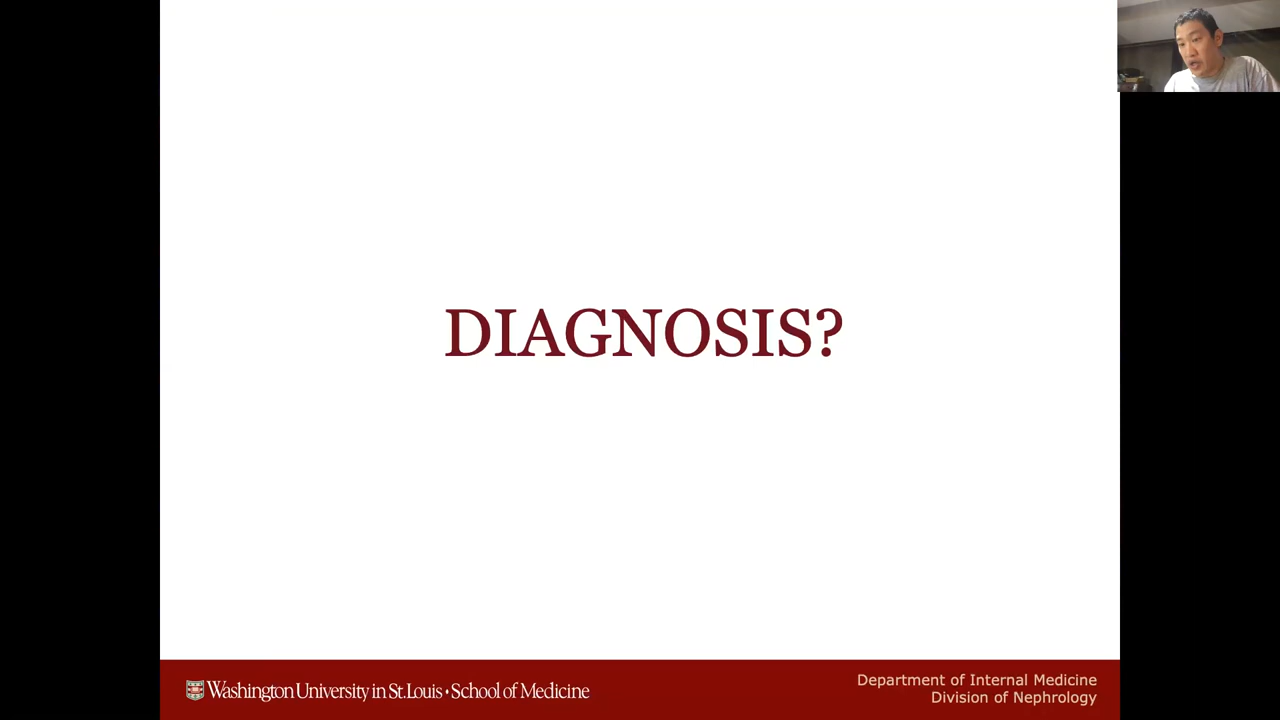 DIAGNOSIS?
Washington University in St. Louis • School of Medicine
Department of Internal Medicine
Division of Nephrology